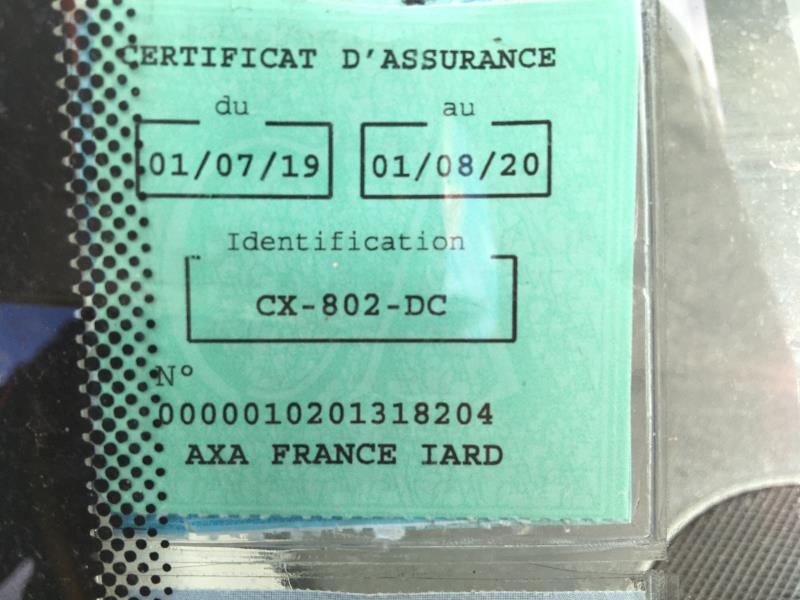 CERTIFICAT D'ASSURANCE
du au
01/07/19 01/08/20
Identification
CX-802-DC
N°
0000010201318204
AXA FRANCE IARD